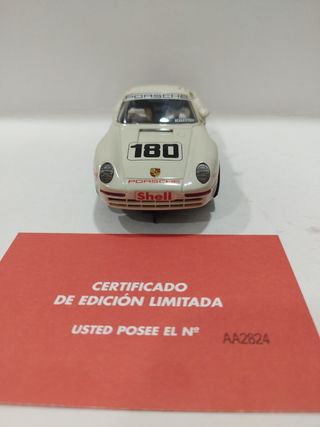 PORSCHE
180
PORSCHE
Shell
CERTIFICADO
DE EDICIÓN LIMITADA
USTED POSEE EL Nº AA2824